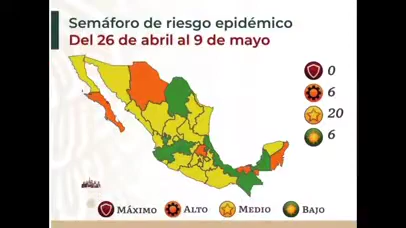 Semáforo de riesgo epidémico
Del 26 de abril al 9 de mayo
0
6
20
6
MÁXIMO ALTO MEDIO BAJO